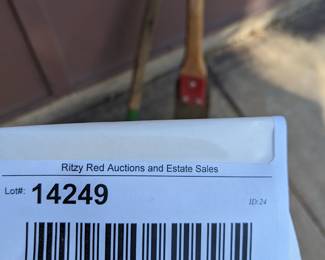 Ritzy Red Auctions and Estate Sales
Lot#: 14249 ID:24